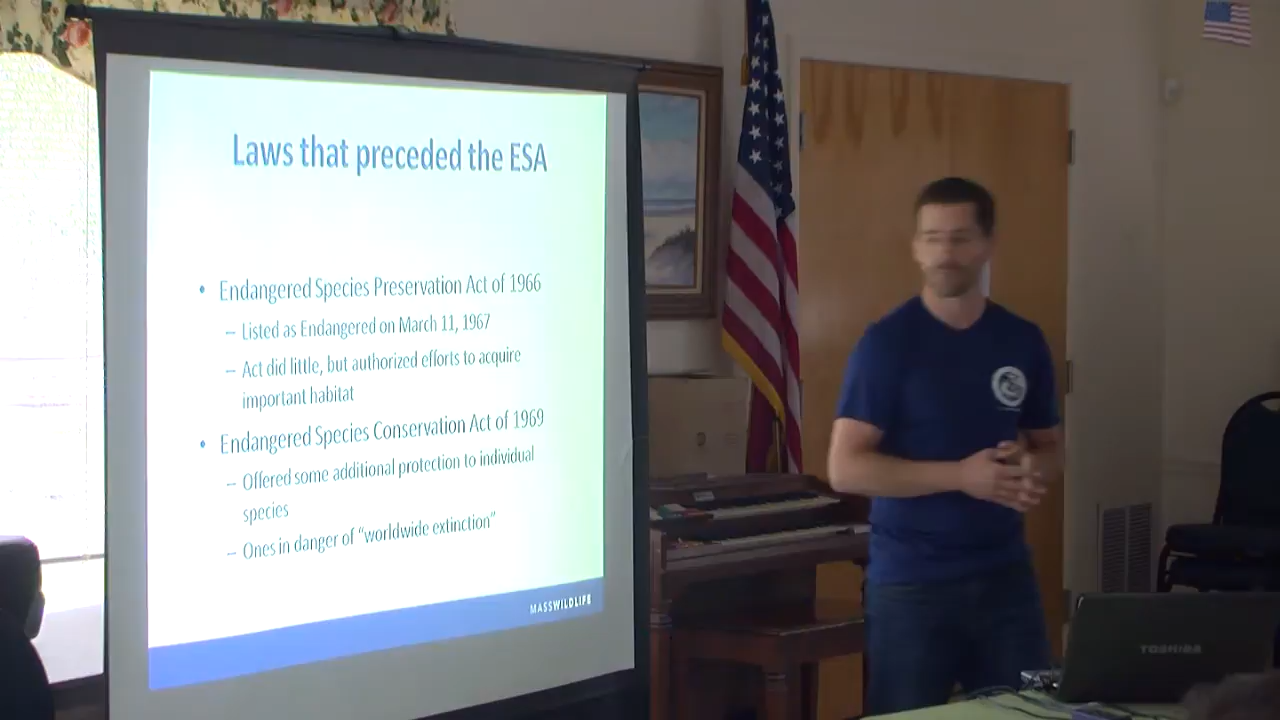 Laws that preceded the ESA
• Endangered Species Preservation Act of 1966
– Listed as Endangered on March 11, 1967
– Act did little, but authorized efforts to acquire
important habitat
• Endangered Species Conservation Act of 1969
– Offered some additional protection to individual
species
– Ones in danger of "worldwide extinction"
MASSWILDLIFE
TOSHIBA